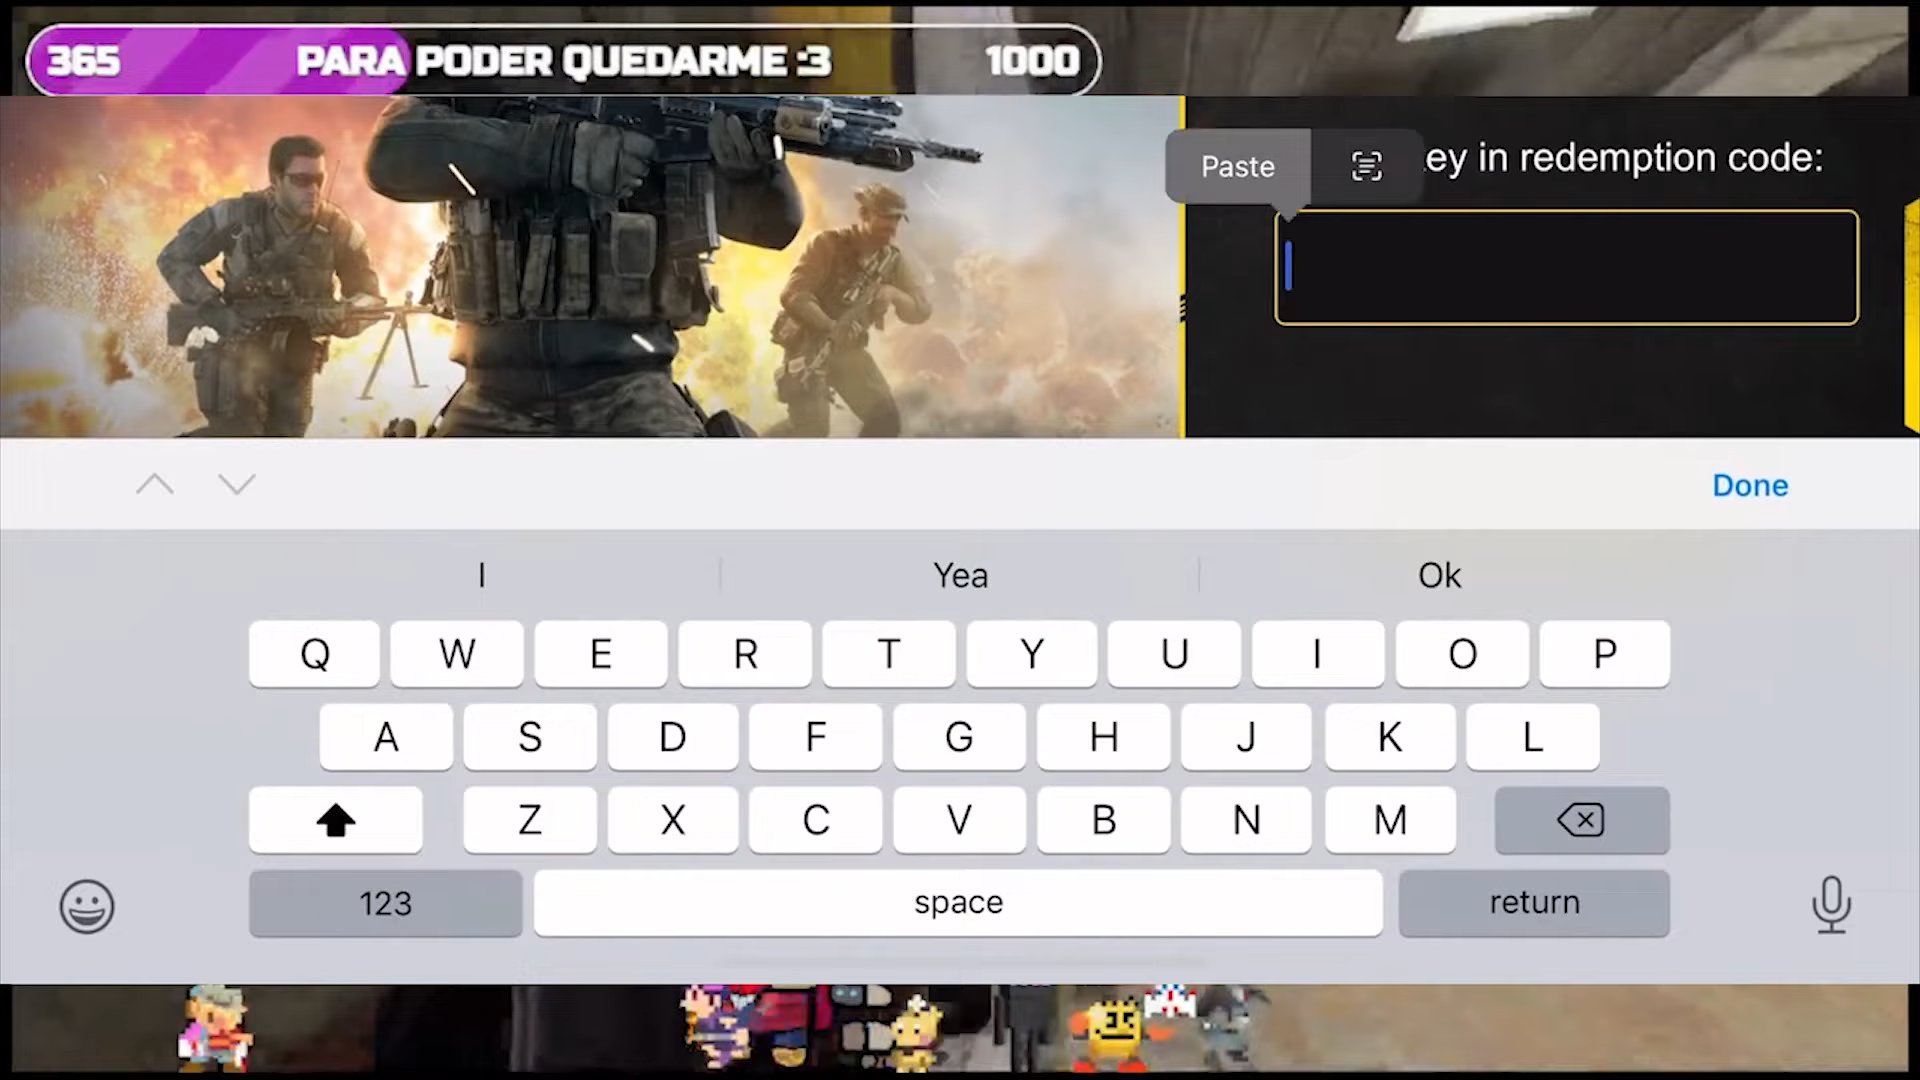 365 PARA PODER QUEDARME :3 1000
Paste
ey in redemption code:
Done
I Yea Ok
Q W E R T Y U I O P
A S D F G H J K L
Z X C V B N M
123 space return